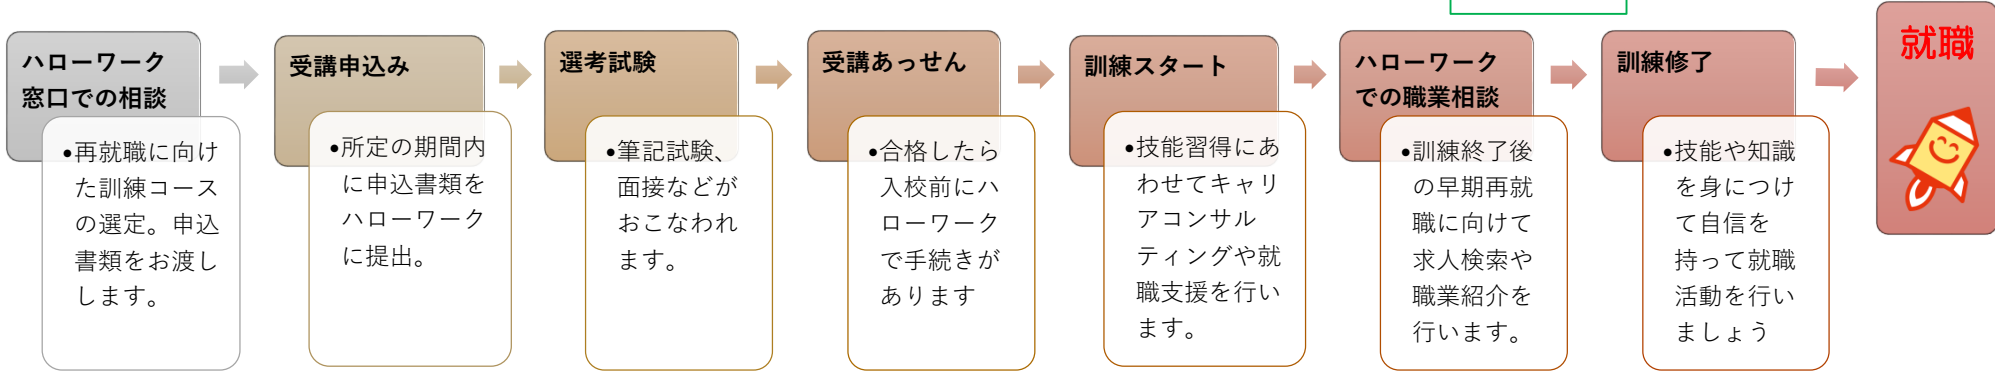 ハローワーク
窓口での相談
•再就職に向け
た訓練コース
の選定。申込
書類をお渡し
します。
受講申込み
•所定の期間内
に申込書類を
ハローワーク
に提出。
選考試験
•筆記試験、
面接などが
おこなわれ
ます。
受講あっせん
•合格したら
入校前にハ
ローワーク
で手続きが
あります
訓練スタート
•技能習得にあ
わせてキャリ
アコンサル
ティングや就
職支援を行い
ます。
ハローワーク
での職業相談
•訓練終了後
の早期再就
職に向けて
求人検索や
職業紹介を
行います。
訓練修了
•技能や知識
を身につけ
て自信を
持って就職
活動を行い
ましょう
就職